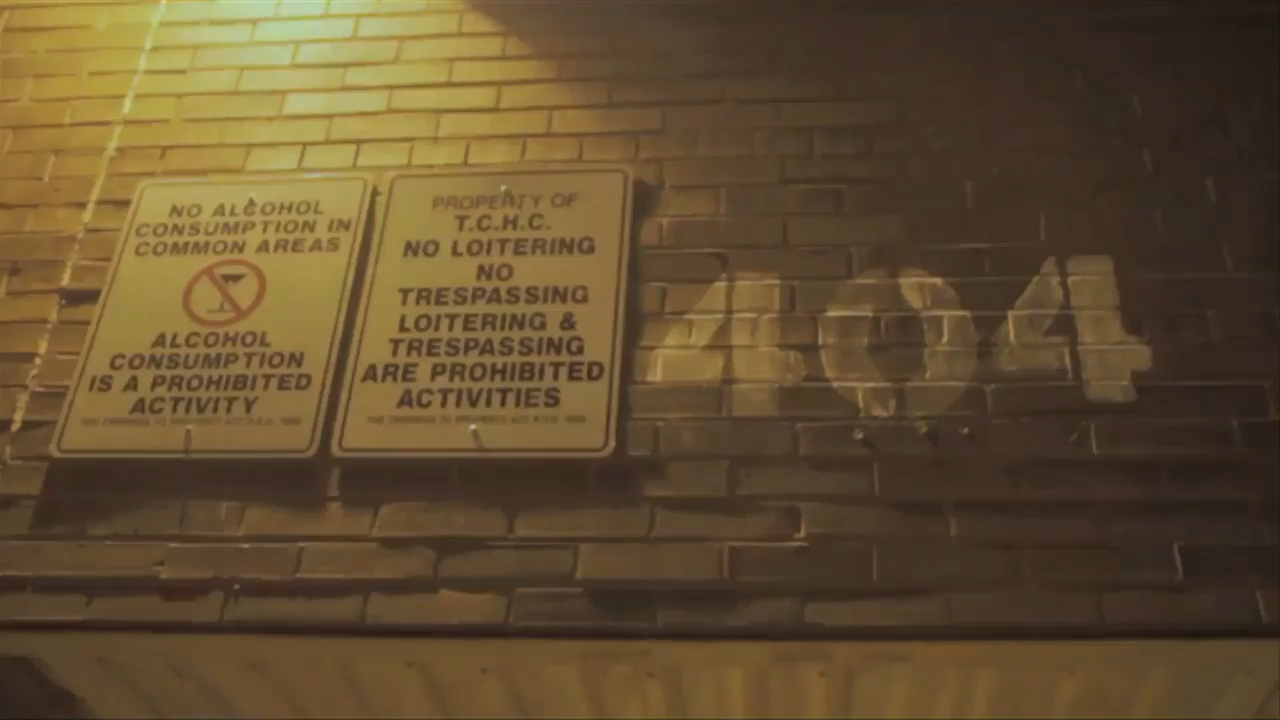 NO ALCOHOL
CONSUMPTION IN
COMMON AREAS
ALCOHOL
CONSUMPTION
IS A PROHIBITED
ACTIVITY
PROPERTY OF
T.C.H.C.
NO LOITERING
NO
TRESPASSING
LOITERING &
TRESPASSING
ARE PROHIBITED
ACTIVITIES
404